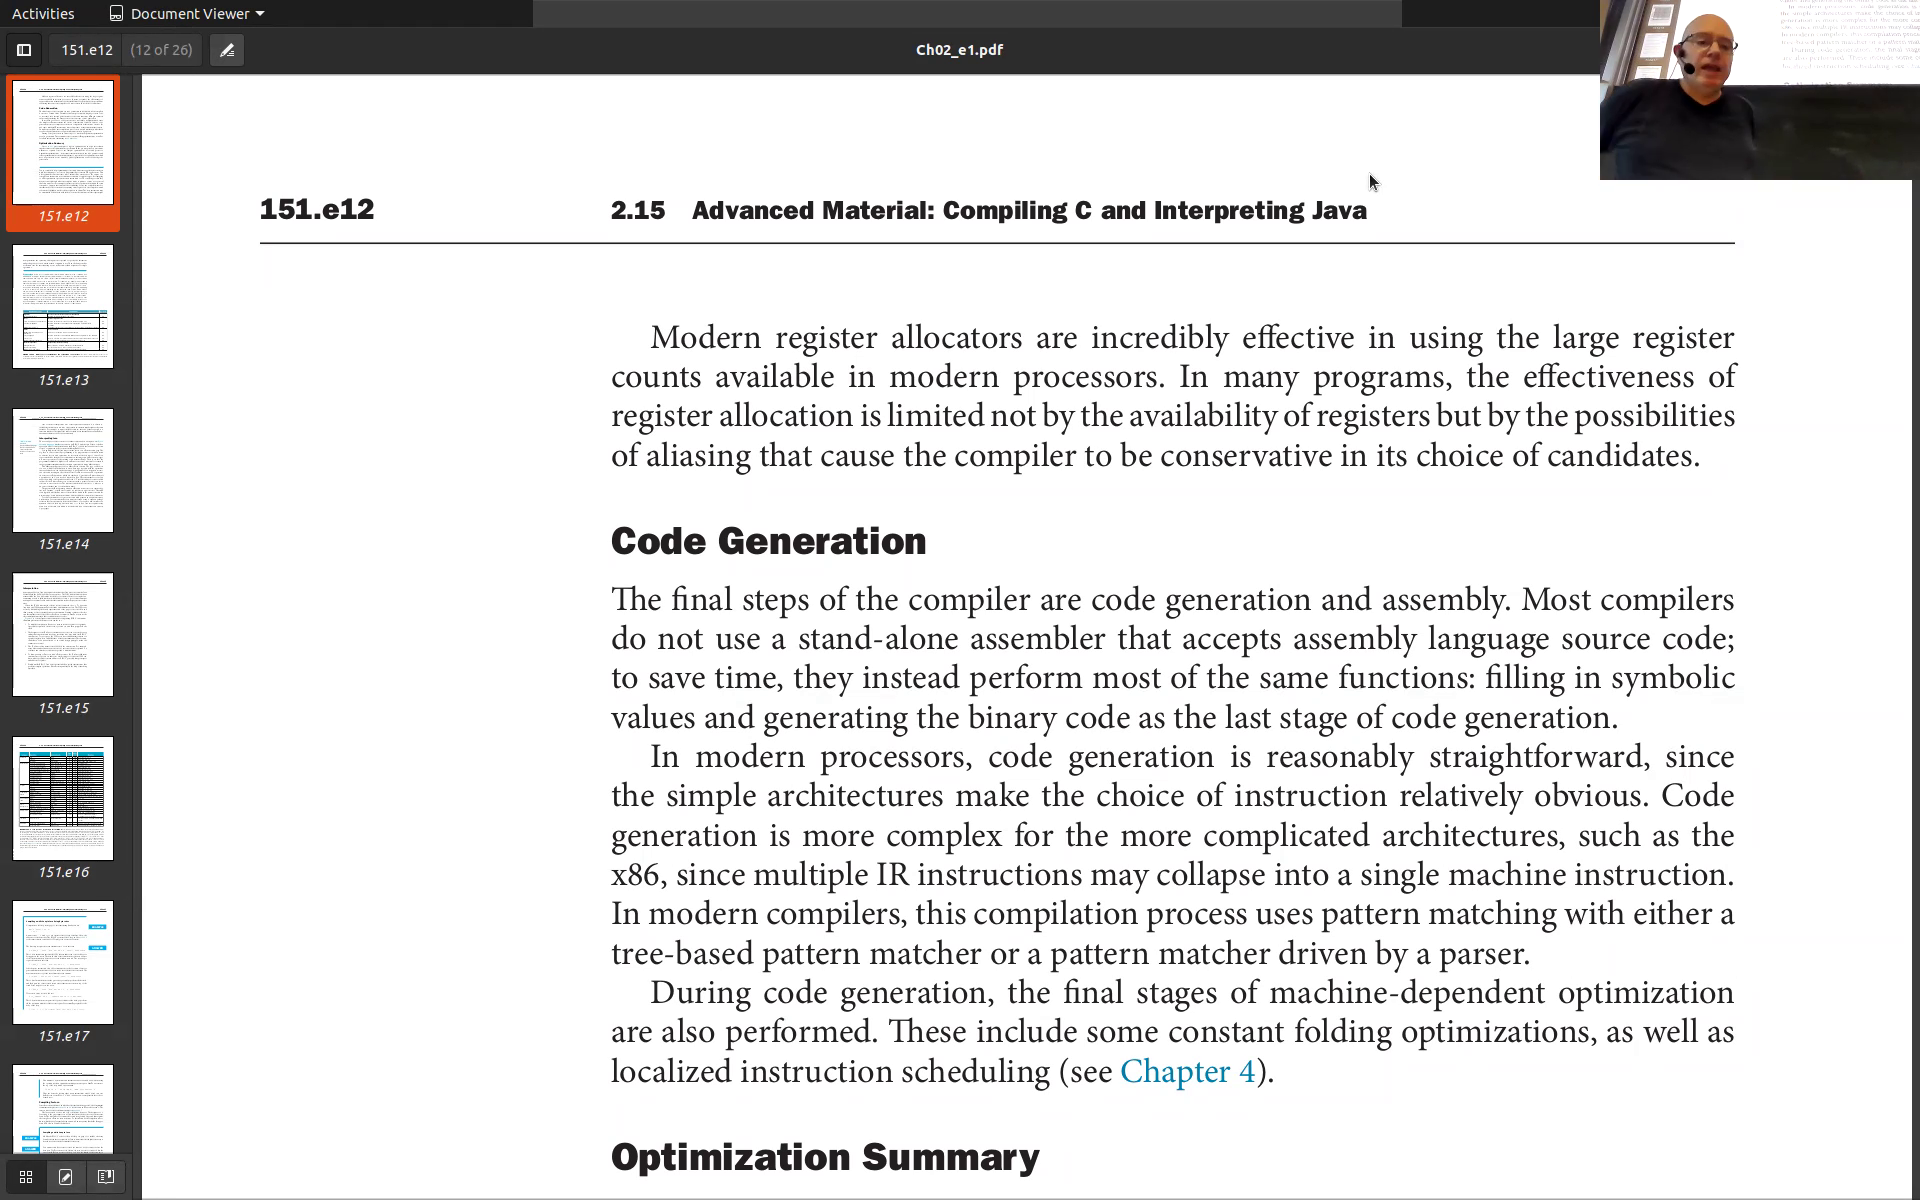 Activities
Document Viewer
151.e12
(12 of 26)
Ch02_e1.pdf
151.e12
151.e13
151.e14
151.e15
151.e16
151.e17
151.e12 2.15 Advanced Material: Compiling C and Interpreting Java
Modern register allocators are incredibly effective in using the large register
counts available in modern processors. In many programs, the effectiveness of
register allocation is limited not by the availability of registers but by the possibilities
of aliasing that cause the compiler to be conservative in its choice of candidates.
Code Generation
The final steps of the compiler are code generation and assembly. Most compilers
do not use a stand-alone assembler that accepts assembly language source code;
to save time, they instead perform most of the same functions: filling in symbolic
values and generating the binary code as the last stage of code generation.
In modern processors, code generation is reasonably straightforward, since
the simple architectures make the choice of instruction relatively obvious. Code
generation is more complex for the more complicated architectures, such as the
x86, since multiple IR instructions may collapse into a single machine instruction.
In modern compilers, this compilation process uses pattern matching with either a
tree-based pattern matcher or a pattern matcher driven by a parser.
During code generation, the final stages of machine-dependent optimization
are also performed. These include some constant folding optimizations, as well as
localized instruction scheduling (see Chapter 4).
Optimization Summary